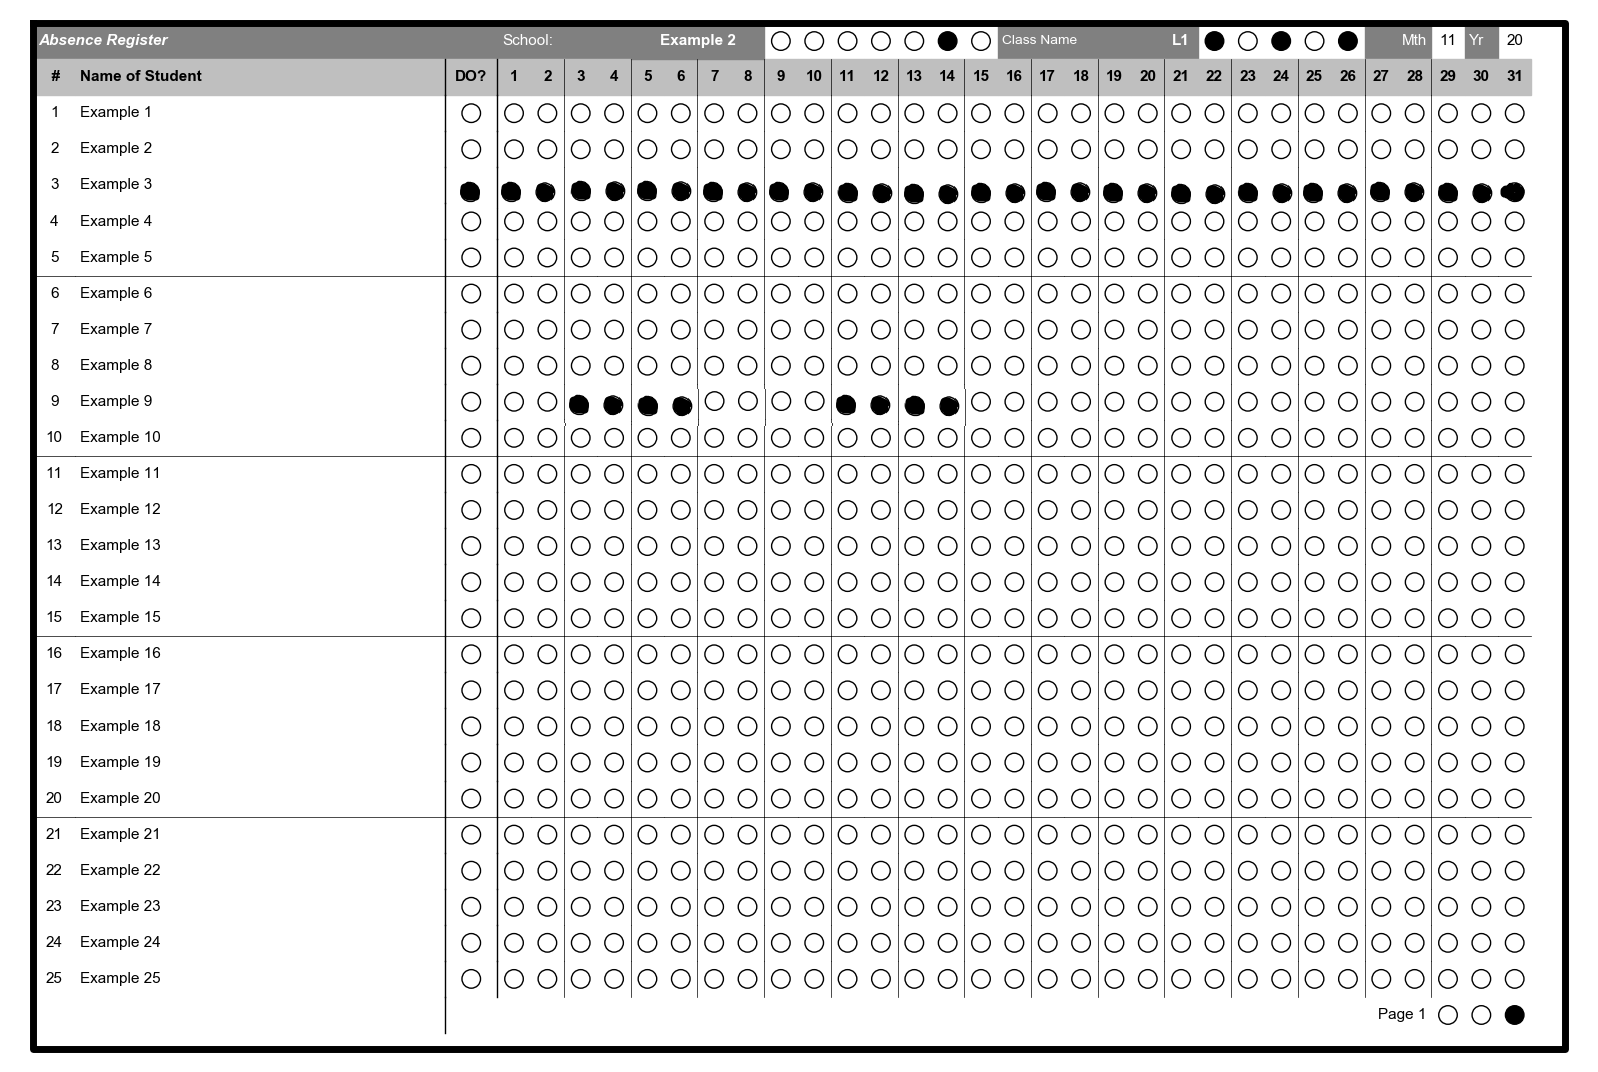 Absence Register School: Example 2 Class Name L1 Mth 11 Yr 20
# Name of Student DO? 1 2 3 4 5 6 7 8 9 10 11 12 13 14 15 16 17 18 19 20 21 22 23 24 25 26 27 28 29 30 31
1 Example 1
2 Example 2
3 Example 3
4 Example 4
5 Example 5
6 Example 6
7 Example 7
8 Example 8
9 Example 9
10 Example 10
11 Example 11
12 Example 12
13 Example 13
14 Example 14
15 Example 15
16 Example 16
17 Example 17
18 Example 18
19 Example 19
20 Example 20
21 Example 21
22 Example 22
23 Example 23
24 Example 24
25 Example 25
Page 1